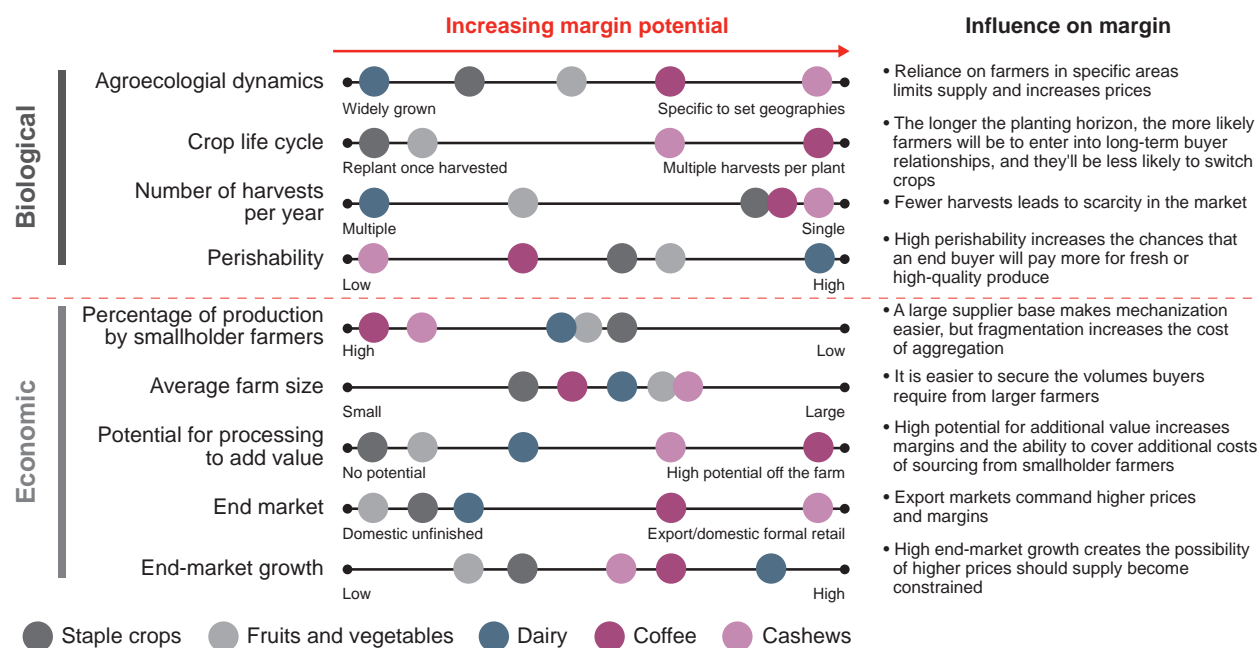 Increasing margin potential
Influence on margin
Biological
Agroecologial dynamics
Widely grown
Specific to set geographies
• Reliance on farmers in specific areas
limits supply and increases prices
Crop life cycle
Replant once harvested
Multiple harvests per plant
• The longer the planting horizon, the more likely
farmers will be to enter into long-term buyer
relationships, and they'll be less likely to switch
crops
Number of harvests
per year
Multiple
Single
• Fewer harvests leads to scarcity in the market
Perishability
Low
High
• High perishability increases the chances that
an end buyer will pay more for fresh or
high-quality produce
Economic
Percentage of production
by smallholder farmers
High
Low
• A large supplier base makes mechanization
easier, but fragmentation increases the cost
of aggregation
Average farm size
Small
Large
• It is easier to secure the volumes buyers
require from larger farmers
Potential for processing
to add value
No potential
High potential off the farm
• High potential for additional value increases
margins and the ability to cover additional costs
of sourcing from smallholder farmers
End market
Domestic unfinished
Export/domestic formal retail
• Export markets command higher prices
and margins
End-market growth
Low
High
• High end-market growth creates the possibility
of higher prices should supply become
constrained
Staple crops
Fruits and vegetables
Dairy
Coffee
Cashews